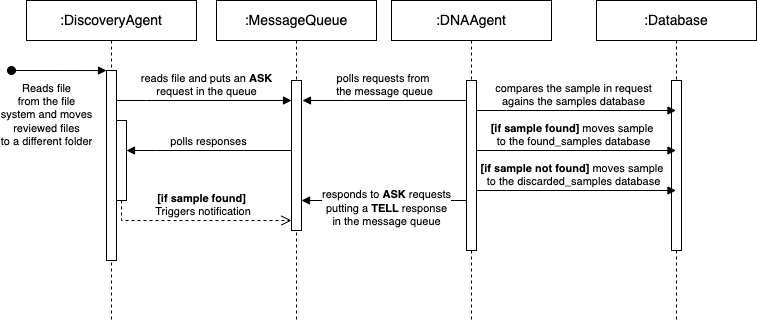 :DiscoveryAgent
:MessageQueue
:DNAAgent
:Database
Reads file
from the file
system and moves
reviewed files
to a different folder
reads file and puts an ASK
request in the queue
polls requests from
the message queue
compares the sample in request
agains the samples database
[if sample found] moves sample
to the found_samples database
polls responses
[if sample not found] moves sample
to the discarded_samples database
[if sample found]
Triggers notification
responds to ASK requests
putting a TELL response
in the message queue